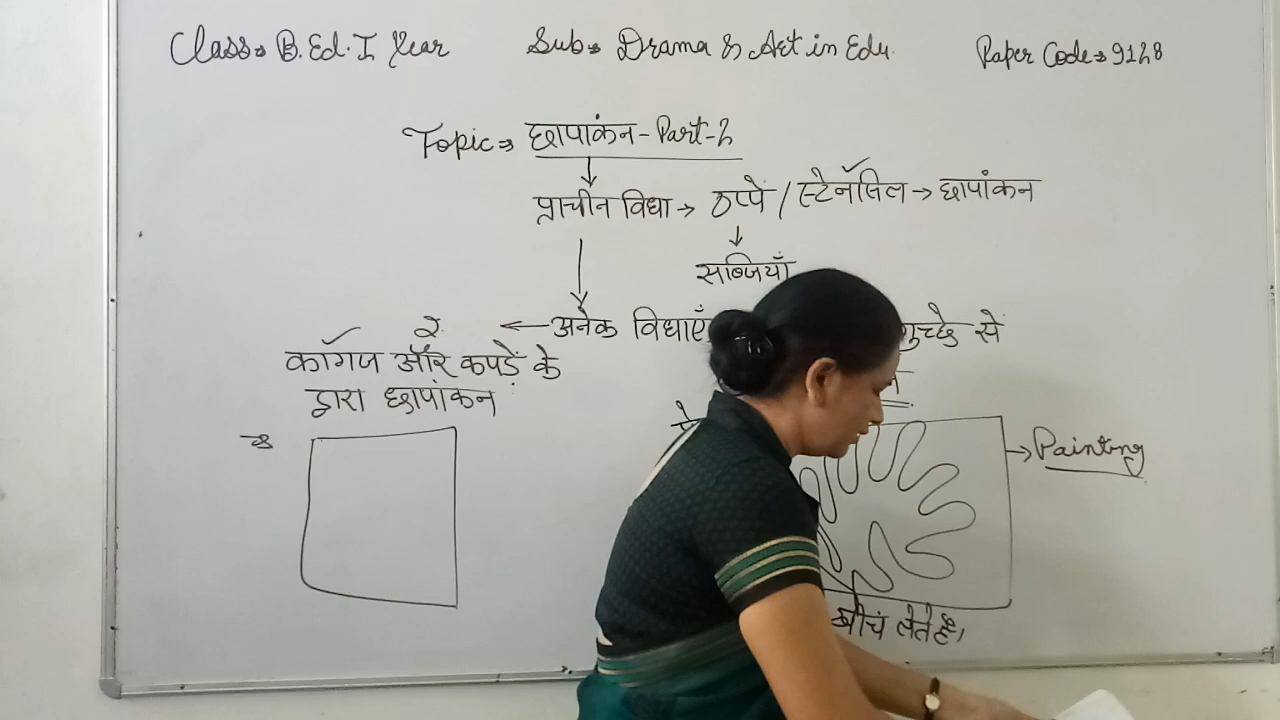 Class⇒ B.Ed. I Year
Sub⇒ Drama & Art in Edu.
Paper Code⇒ 9128
Topic⇒ छापाकंन - Part-2
प्राचीन विधा → ठप्पे / स्टेनसिल → छापांकन
सब्जियाँ
← अनेक विधाएँ
गुच्छे से
2.
कागज और कपड़े के
द्वारा छापांकन
→ Painting
खीचं लेते हैं।